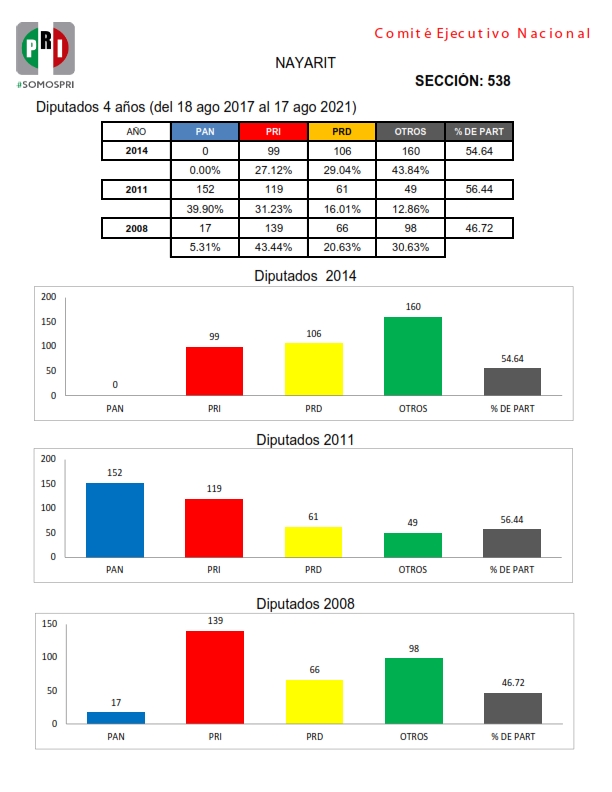 Comité Ejecutivo Nacional
PRI
#SOMOSPRI
NAYARIT
SECCIÓN: 538
Diputados 4 años (del 18 ago 2017 al 17 ago 2021)
AÑO PAN PRI PRD OTROS % DE PART
2014 0 99 106 160 54.64
0.00% 27.12% 29.04% 43.84%
2011 152 119 61 49 56.44
39.90% 31.23% 16.01% 12.86%
2008 17 139 66 98 46.72
5.31% 43.44% 20.63% 30.63%
Diputados 2014
200
150
100
50
0
0 99 106 160 54.64
PAN PRI PRD OTROS % DE PART
Diputados 2011
200
150
100
50
0
152 119 61 49 56.44
PAN PRI PRD OTROS % DE PART
Diputados 2008
150
100
50
0
17 139 66 98 46.72
PAN PRI PRD OTROS % DE PART